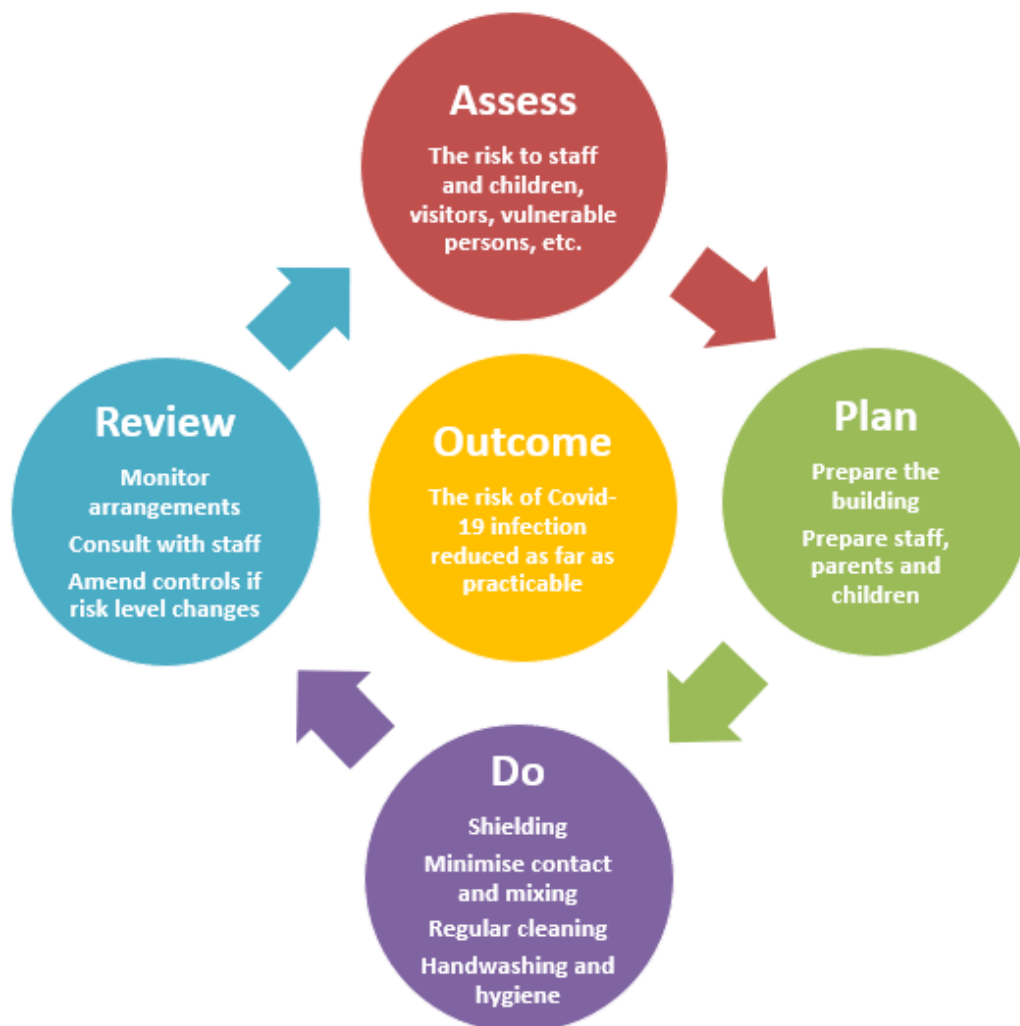 Assess
The risk to staff
and children,
visitors, vulnerable
persons, etc.
Plan
Prepare the
building
Prepare staff,
parents and
children
Do
Shielding
Minimise contact
and mixing
Regular cleaning
Handwashing and
hygiene
Review
Monitor
arrangements
Consult with staff
Amend controls if
risk level changes
Outcome
The risk of Covid-
19 infection
reduced as far as
practicable